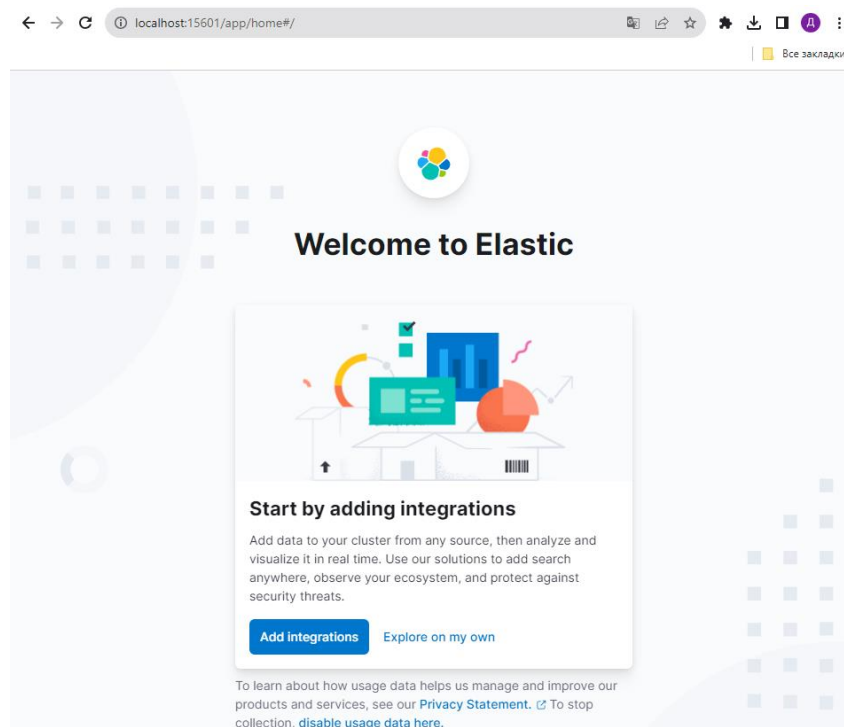 localhost:15601/app/home#/
Д
Все закладки
Welcome to Elastic
Start by adding integrations
Add data to your cluster from any source, then analyze and
visualize it in real time. Use our solutions to add search
anywhere, observe your ecosystem, and protect against
security threats.
Add integrations Explore on my own
To learn about how usage data helps us manage and improve our
products and services, see our Privacy Statement. To stop
collection, disable usage data here.